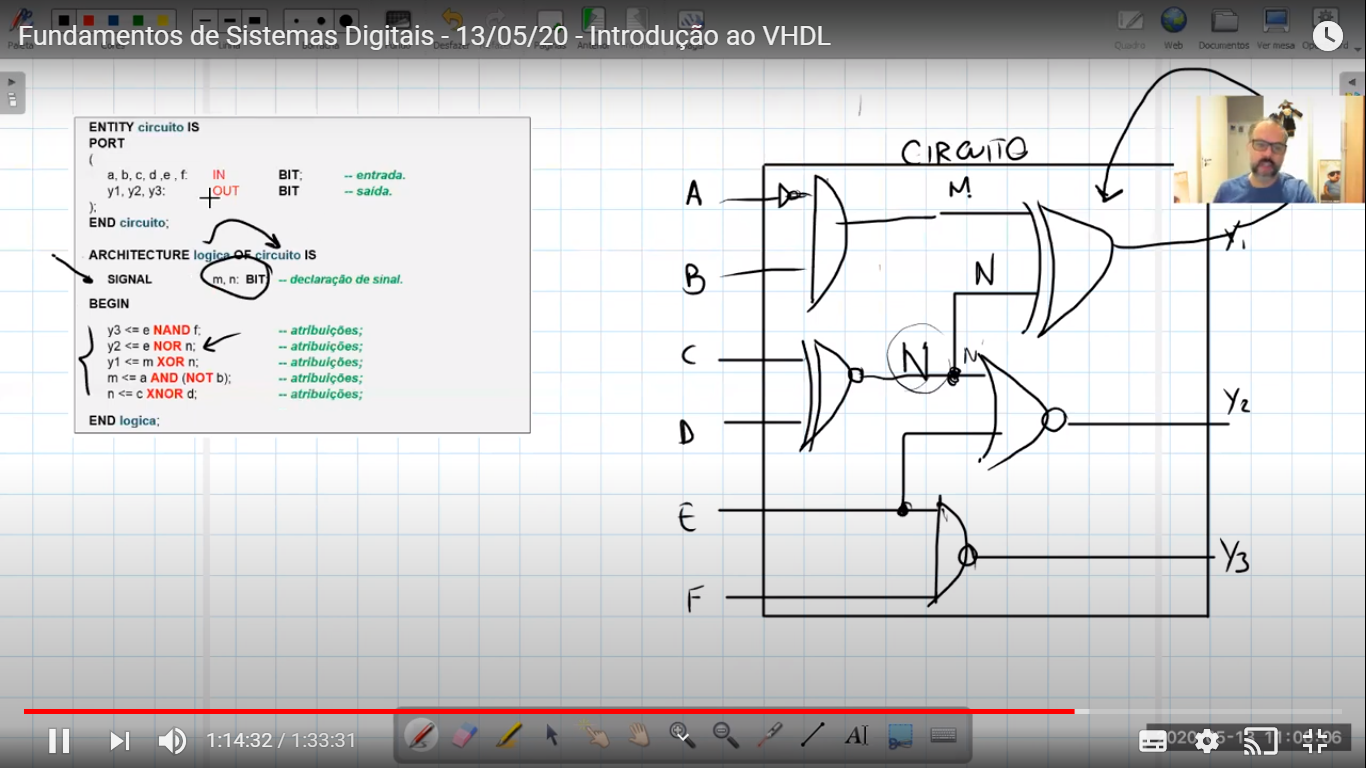 Fundamentos de Sistemas Digitais - 13/05/20 - Introdução ao VHDL
Quadro Web Documentos Ver mesa
ENTITY circuito IS
PORT
(
a, b, c, d ,e , f: IN BIT; -- entrada.
y1, y2, y3: OUT BIT -- saída.
);
END circuito;
ARCHITECTURE logica OF circuito IS
SIGNAL m, n: BIT -- declaração de sinal.
BEGIN
y3 <= e NAND f; -- atribuições;
y2 <= e NOR n; -- atribuições;
y1 <= m XOR n; -- atribuições;
m <= a AND (NOT b); -- atribuições;
n <= c XNOR d; -- atribuições;
END logica;
CIRCUITO
A
M
Y1
B
N
C
N
N
D
Y2
E
Y3
F
1:14:32 / 1:33:31